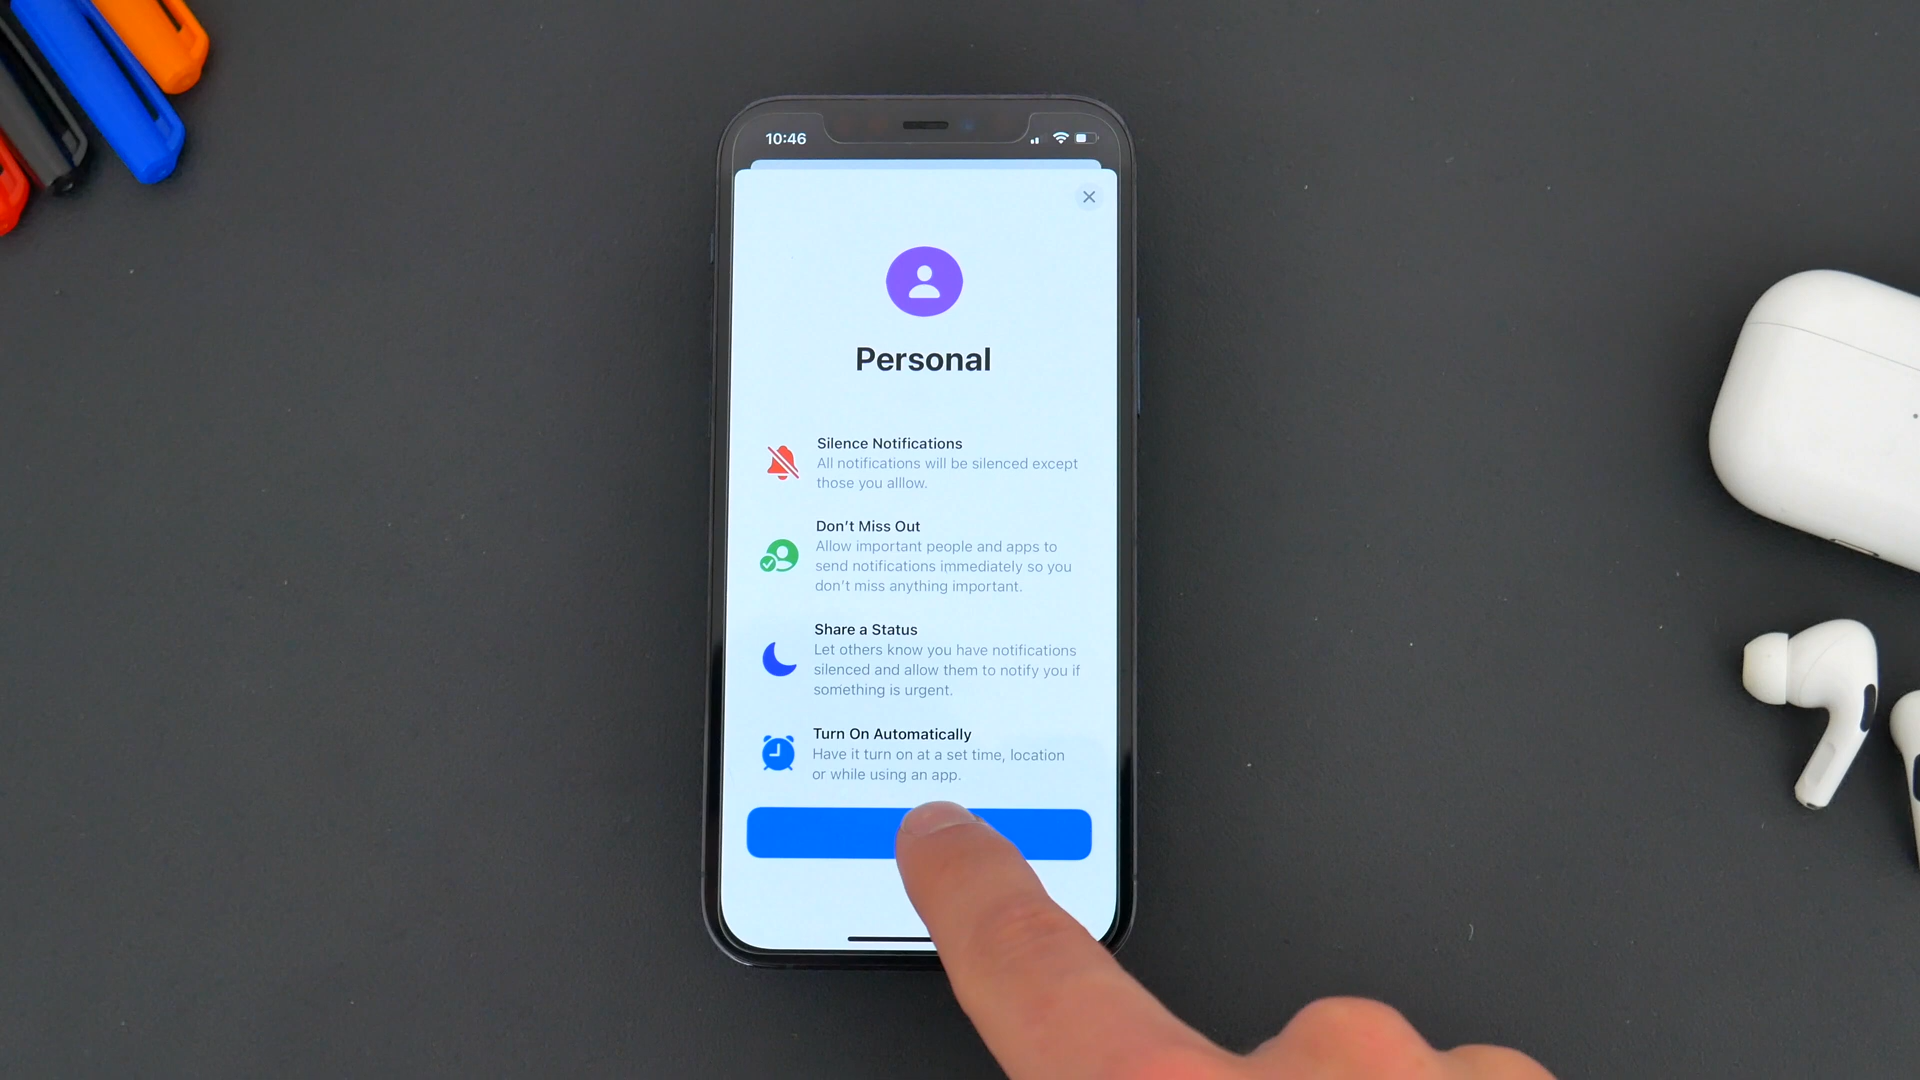 10:46
Personal
Silence Notifications
All notifications will be silenced except
those you alllow.
Don't Miss Out
Allow important people and apps to
send notifications immediately so you
don't miss anything important.
Share a Status
Let others know you have notifications
silenced and allow them to notify you if
something is urgent.
Turn On Automatically
Have it turn on at a set time, location
or while using an app.